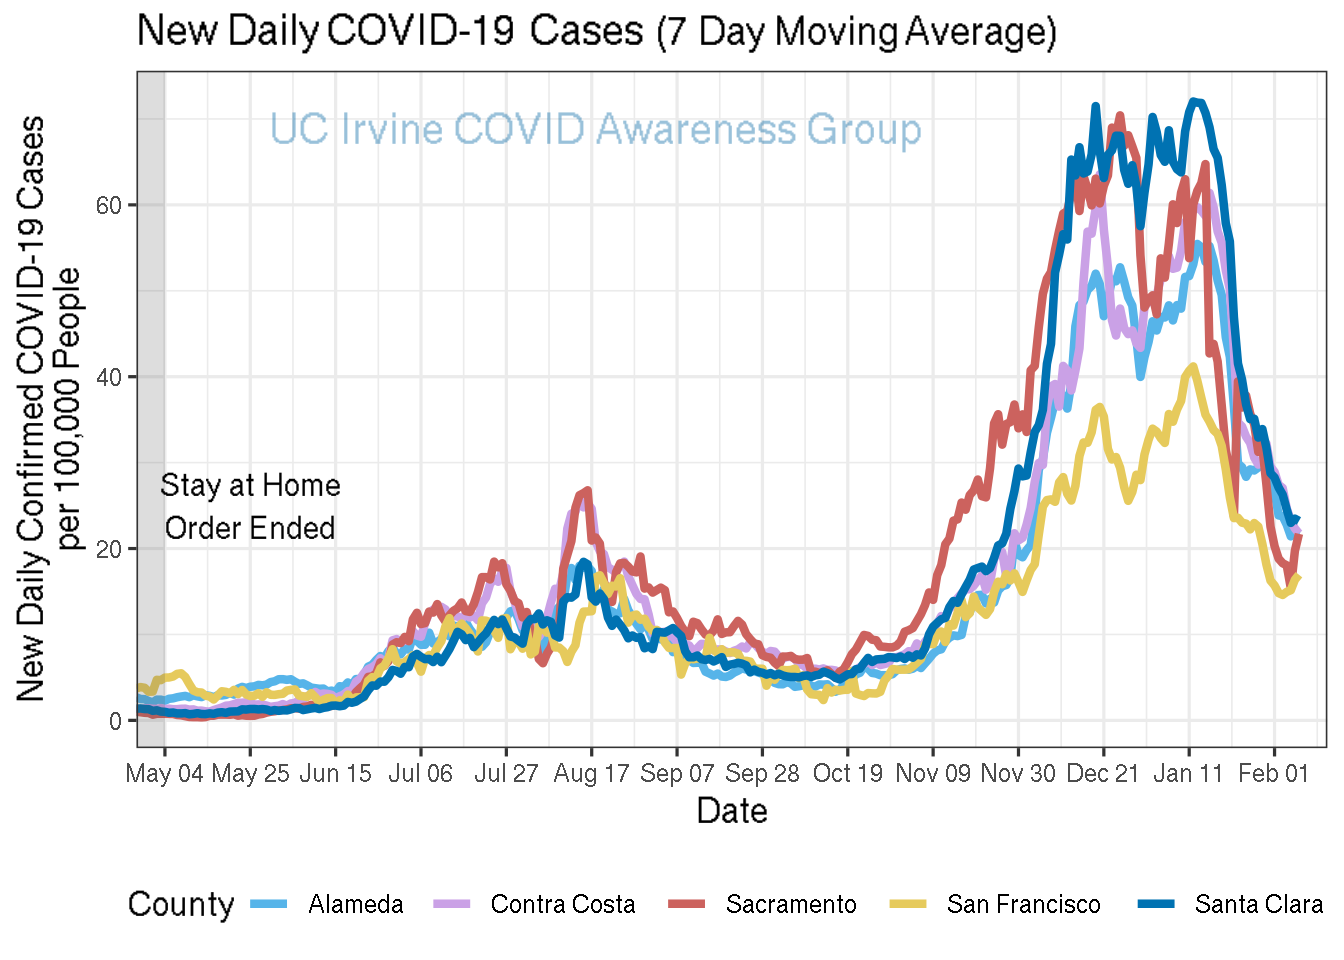 New Daily COVID-19 Cases (7 Day Moving Average)
UC Irvine COVID Awareness Group
New Daily Confirmed COVID-19 Cases
per 100,000 People
60
40
20
0
Stay at Home
Order Ended
May 04 May 25 Jun 15 Jul 06 Jul 27 Aug 17 Sep 07 Sep 28 Oct 19 Nov 09 Nov 30 Dec 21 Jan 11 Feb 01
Date
County Alameda Contra Costa Sacramento San Francisco Santa Clara